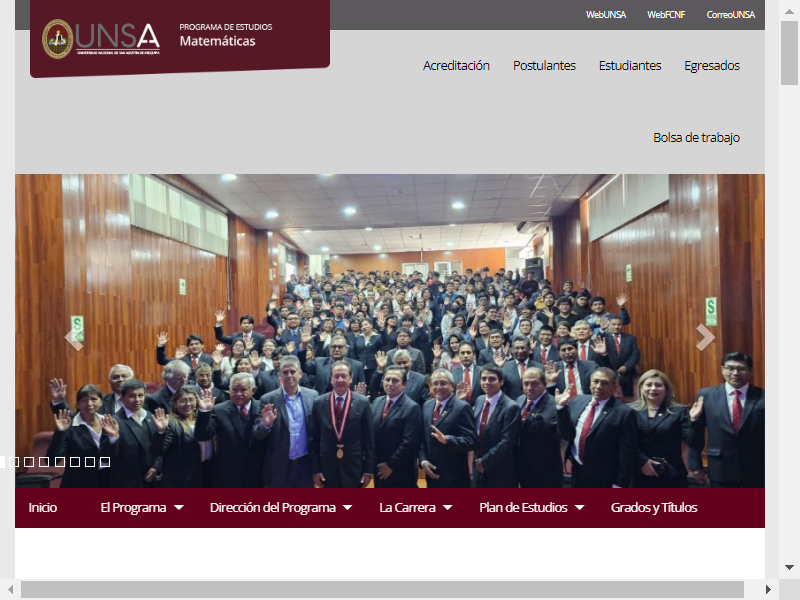 WebUNSA WebFCNF CorreoUNSA
UNSA
UNIVERSIDAD NACIONAL DE SAN AGUSTÍN DE AREQUIPA
PROGRAMA DE ESTUDIOS
Matemáticas
Acreditación Postulantes Estudiantes Egresados
Bolsa de trabajo
S
S
Inicio El Programa Dirección del Programa La Carrera Plan de Estudios Grados y Títulos